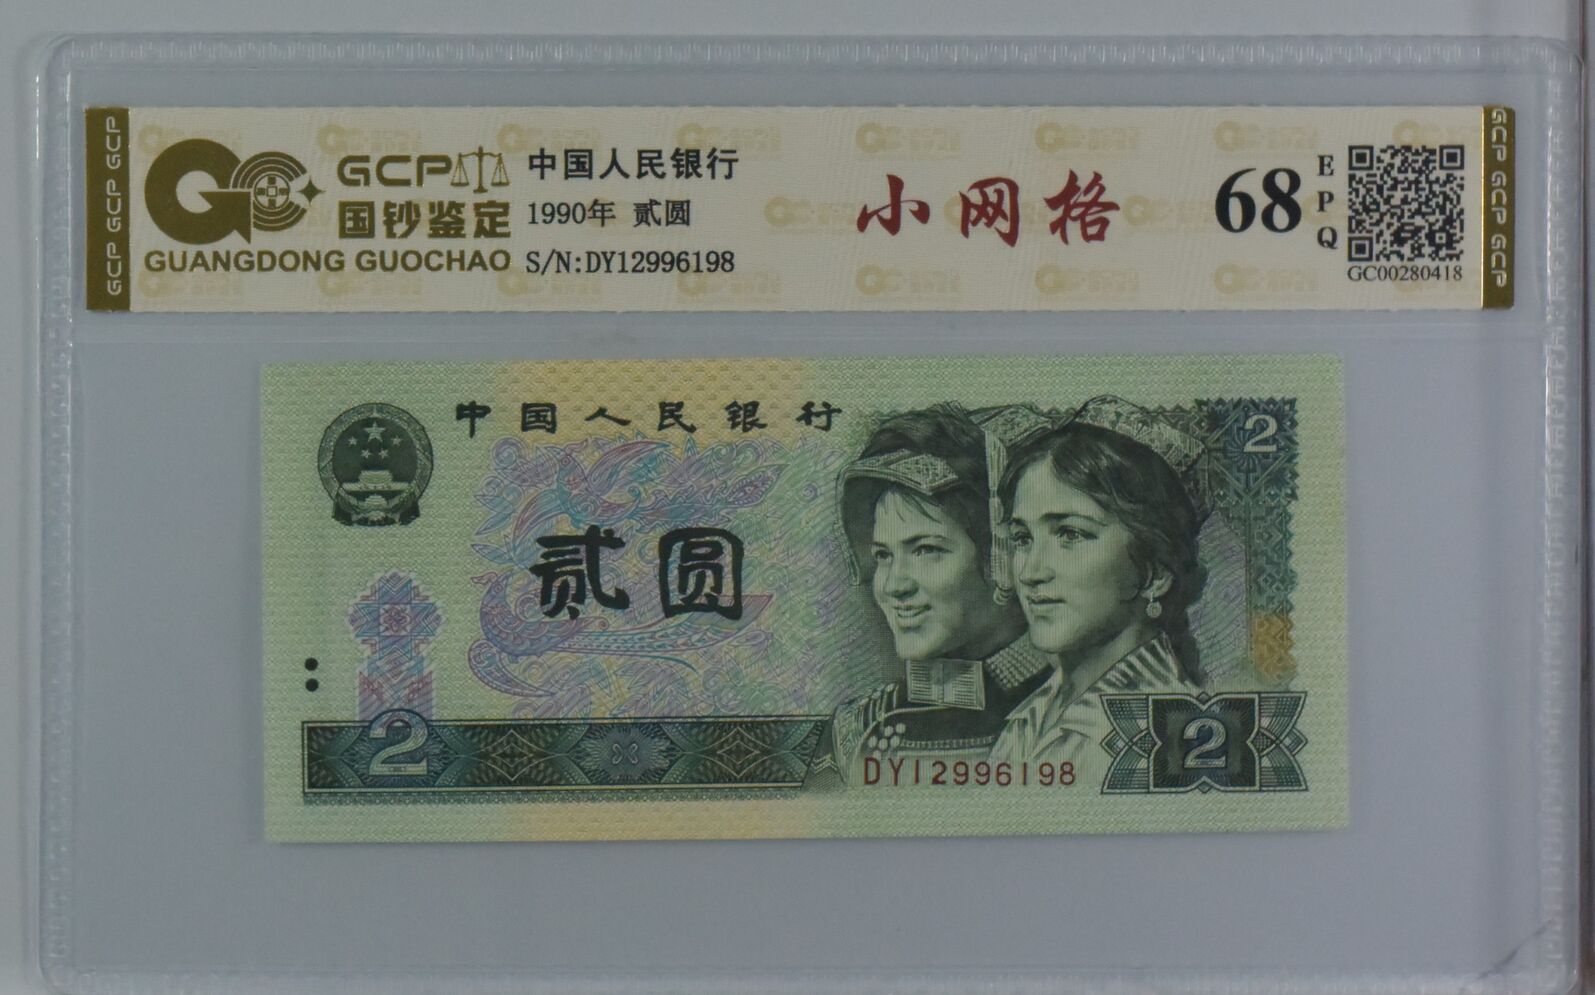 GCP GCP GCP
GCP
国钞鉴定
GUANGDONG GUOCHAO
中国人民银行
1990年 贰圆
S/N:DY12996198
小网格
68
EPQ
GC00280418
GCP GCP GCP
中国人民银行
2
贰圆
2
DY12996198
2